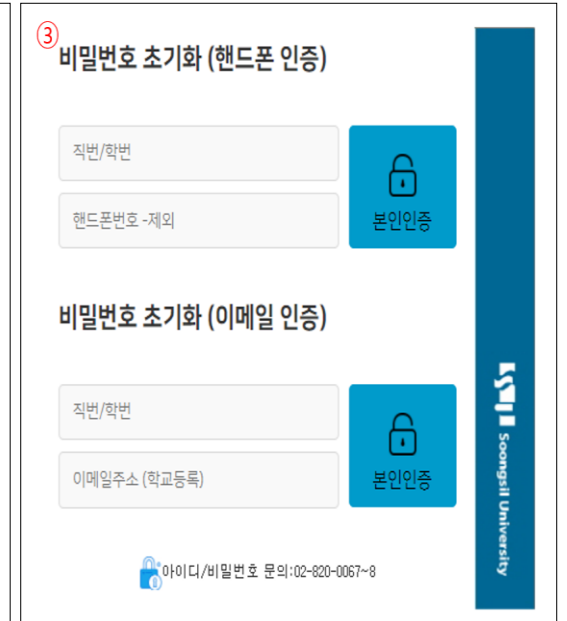 ③
비밀번호 초기화 (핸드폰 인증)
직번/학번
핸드폰번호 -제외
본인인증
비밀번호 초기화 (이메일 인증)
직번/학번
이메일주소 (학교등록)
본인인증
아이디/비밀번호 문의:02-820-0067~8
SSU Soongsil University